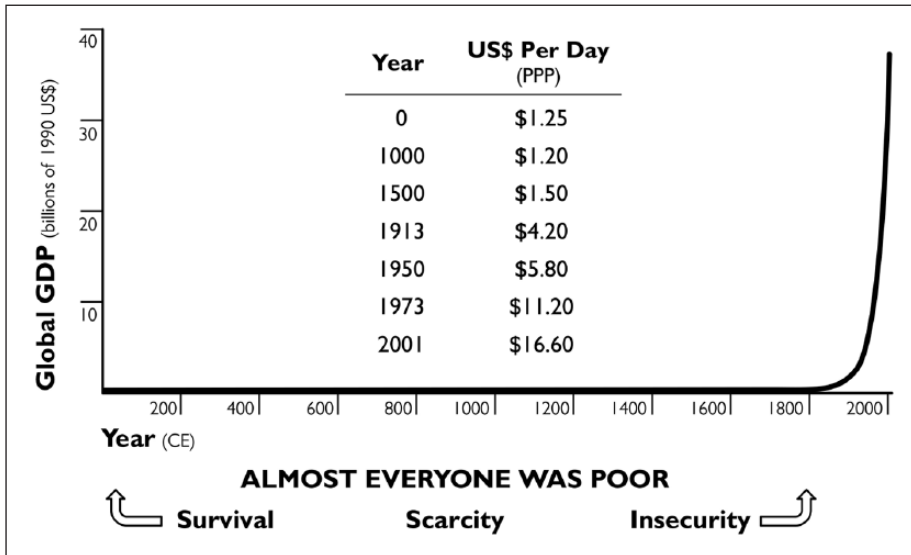 Global GDP (billions of 1990 US$)
40
30
20
10
Year US$ Per Day
(PPP)
0 $1.25
1000 $1.20
1500 $1.50
1913 $4.20
1950 $5.80
1973 $11.20
2001 $16.60
200 400 600 800 1000 1200 1400 1600 1800 2000
Year (CE)
ALMOST EVERYONE WAS POOR
Survival Scarcity Insecurity